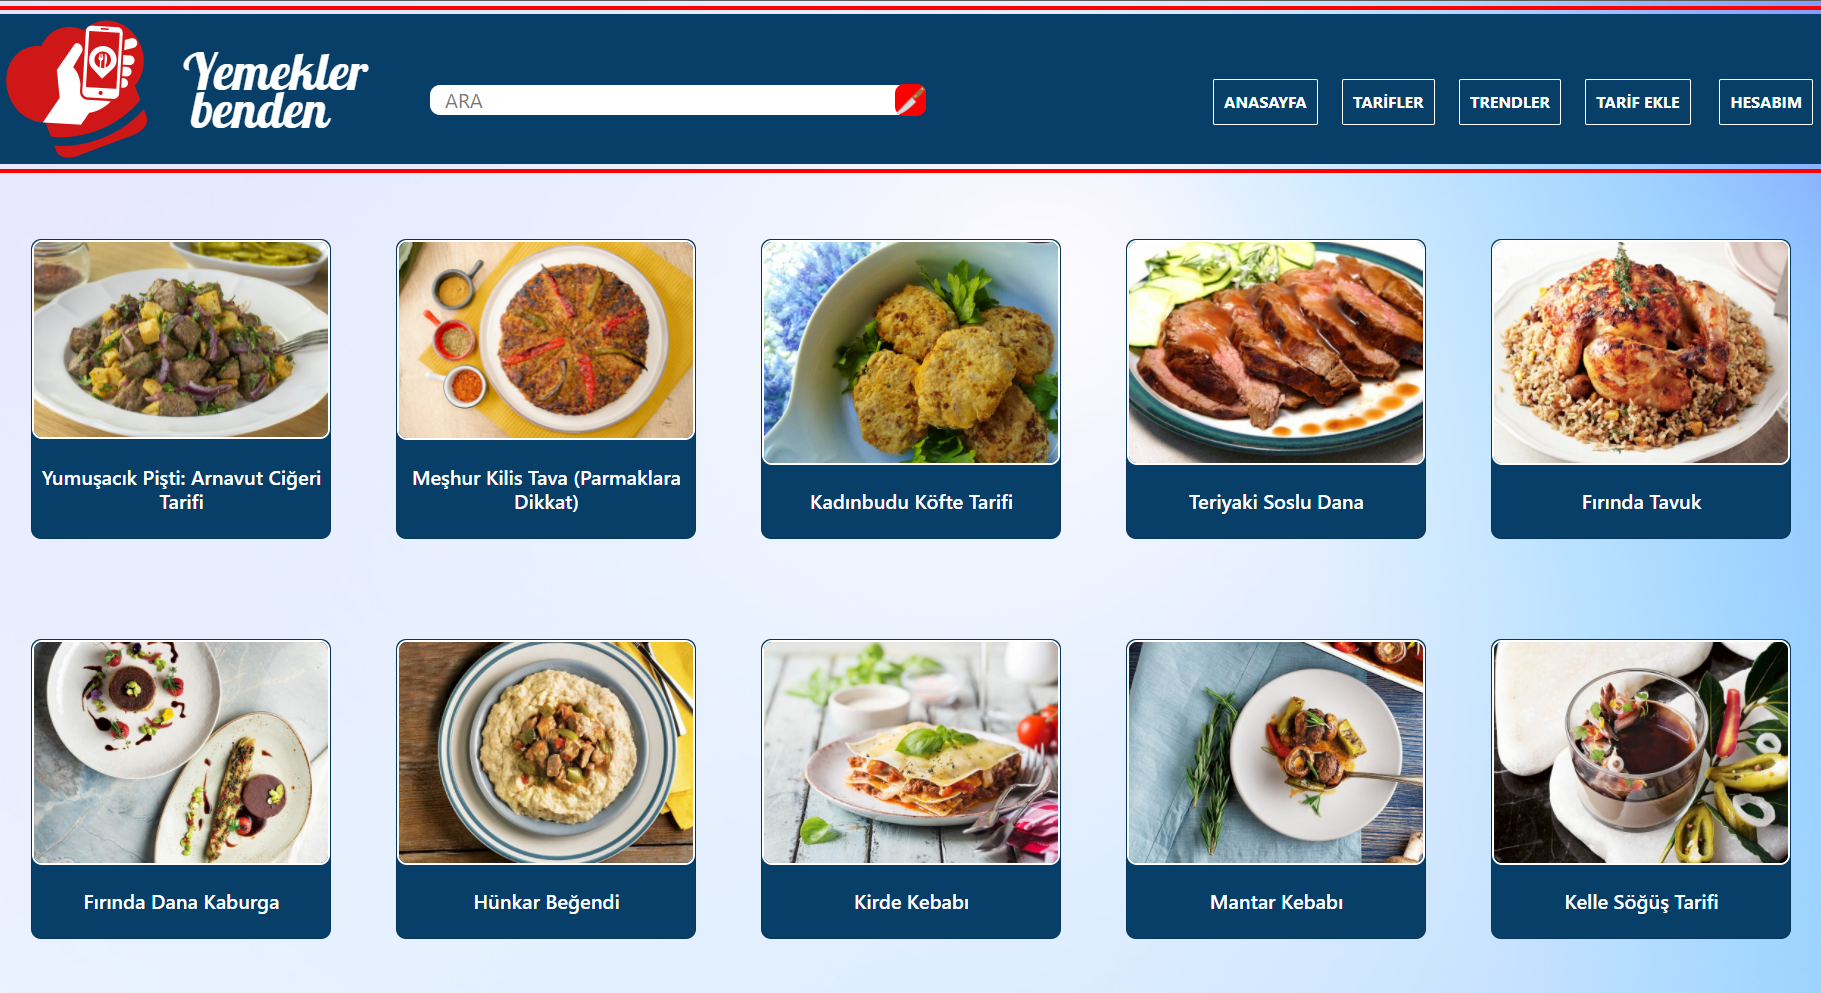 Yemekler
benden
ARA
ANASAYFA
TARİFLER
TRENDLER
TARİF EKLE
HESABIM
Yumuşacık Pişti: Arnavut Ciğeri
Tarifi
Meşhur Kilis Tava (Parmaklara
Dikkat)
Kadınbudu Köfte Tarifi
Teriyaki Soslu Dana
Fırında Tavuk
Fırında Dana Kaburga
Hünkar Beğendi
Kirde Kebabı
Mantar Kebabı
Kelle Söğüş Tarifi